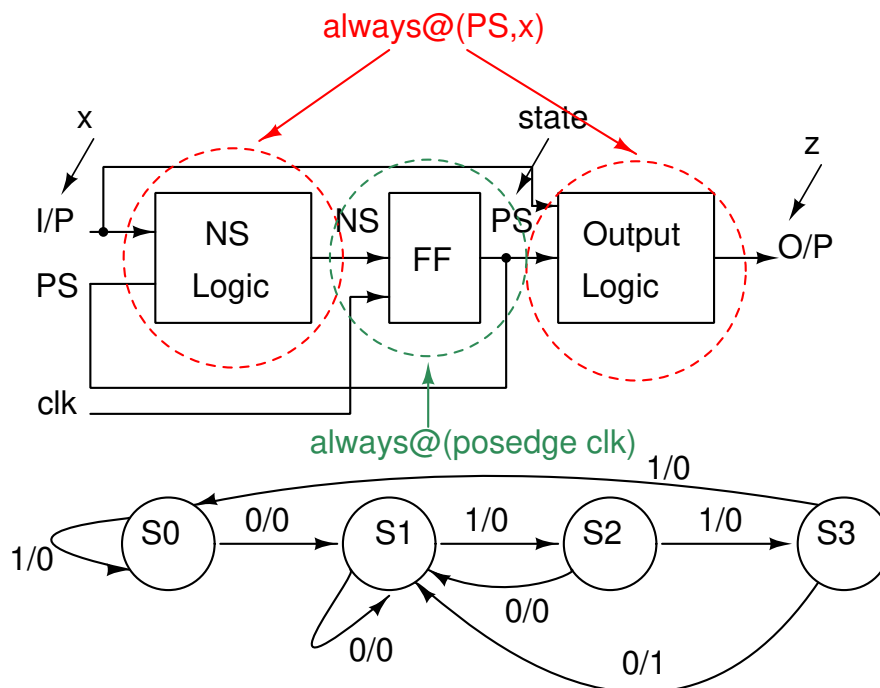 always@(PS,x)
x
state
z
I/P
NS
Logic
NS
FF
PS
Output
Logic
O/P
PS
clk
always@(posedge clk)
1/0
S0
0/0
S1
1/0
S2
1/0
S3
1/0
0/0
0/0
0/1